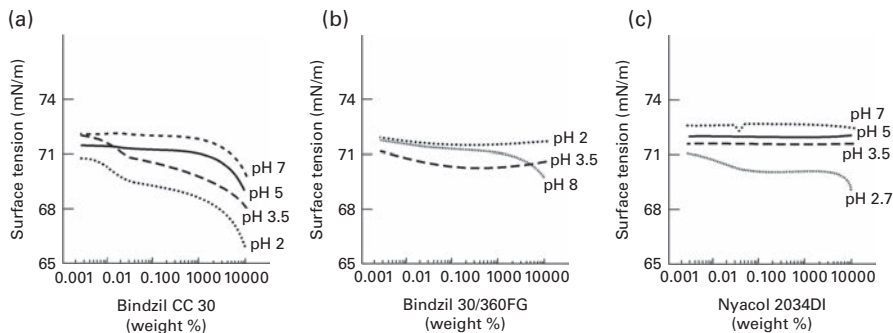 (a)
Surface tension (mN/m)
74
71
68
65
pH 7
pH 5
pH 3.5
pH 2
0.001 0.01 0.100 1000 10000
Bindzil CC 30
(weight %)
(b)
Surface tension (mN/m)
74
71
68
65
pH 2
pH 3.5
pH 8
0.001 0.01 0.100 1000 10000
Bindzil 30/360FG
(weight %)
(c)
Surface tension (mN/m)
74
71
68
65
pH 7
pH 5
pH 3.5
pH 2.7
0.001 0.01 0.100 1000 10000
Nyacol 2034DI
(weight %)